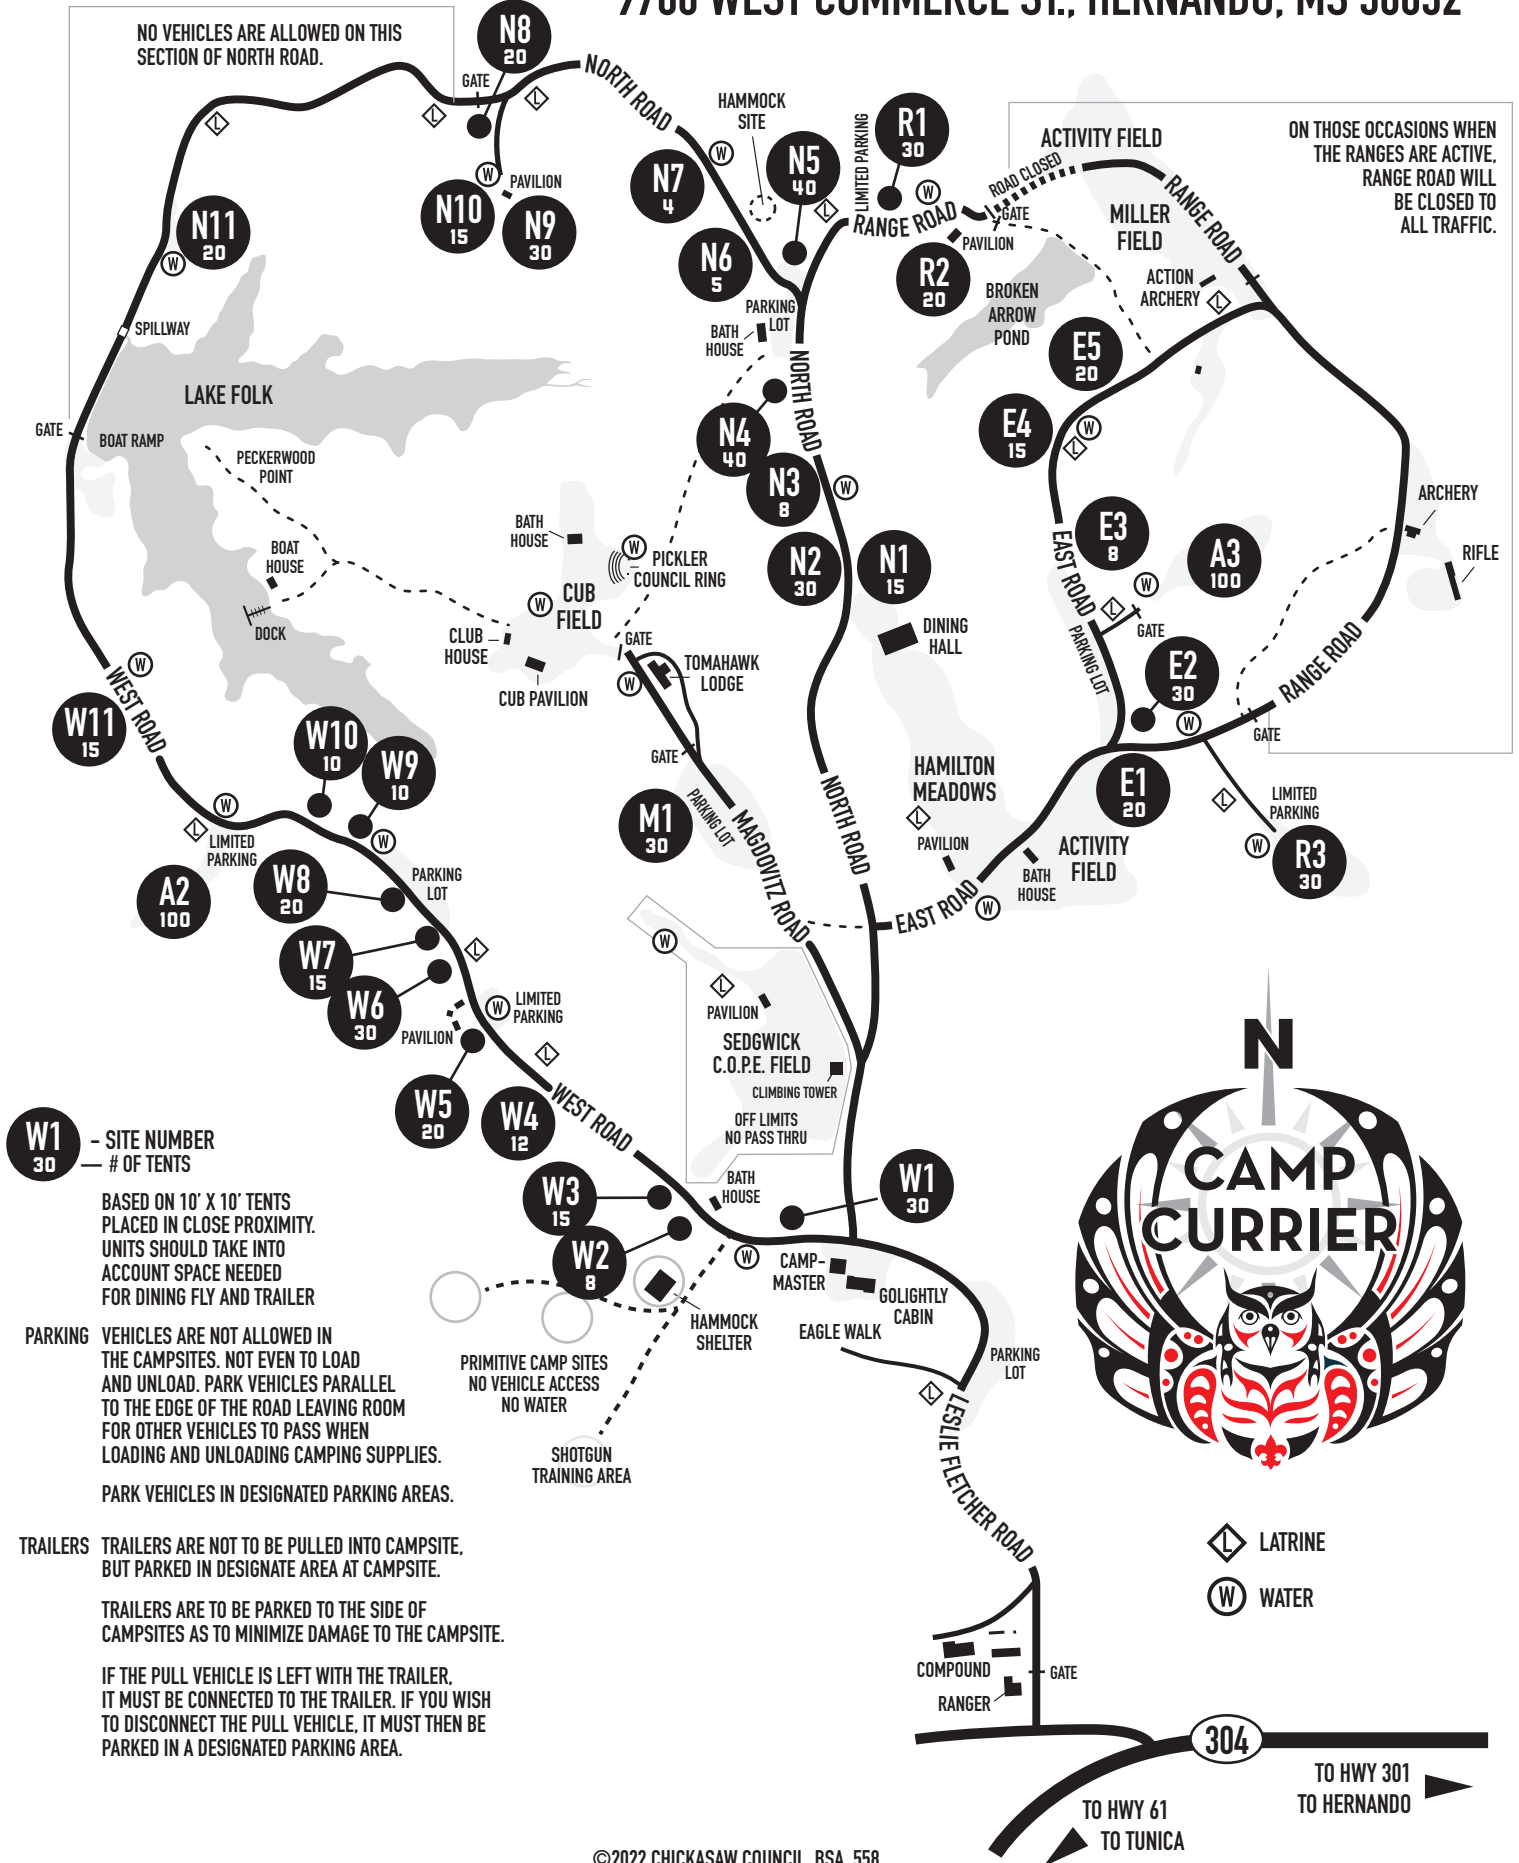 7700 WEST COMMERCE ST., HERNANDO, MS 38632
NO VEHICLES ARE ALLOWED ON THIS
SECTION OF NORTH ROAD.
N8
20
GATE
L
L
L
NORTH ROAD
HAMMOCK
SITE
W
N7
4
N5
40
L
LIMITED PARKING
R1
30
W
RANGE ROAD
ROAD CLOSED
GATE
PAVILION
R2
20
ACTIVITY FIELD
MILLER
FIELD
RANGE ROAD
ON THOSE OCCASIONS WHEN
THE RANGES ARE ACTIVE,
RANGE ROAD WILL
BE CLOSED TO
ALL TRAFFIC.
W
PAVILION
N10
15
N9
30
N11
20
W
N6
5
PARKING
LOT
BATH
HOUSE
BROKEN
ARROW
POND
ACTION
ARCHERY
L
SPILLWAY
LAKE FOLK
GATE
BOAT RAMP
PECKERWOOD
POINT
NORTH ROAD
N4
40
N3
8
W
E5
20
E4
15
W
L
BATH
HOUSE
BOAT
HOUSE
W
PICKLER
COUNCIL RING
W
CUB
FIELD
N2
30
N1
15
EAST ROAD
E3
8
A3
100
W
L
GATE
ARCHERY
RIFLE
DOCK
CLUB
HOUSE
CUB PAVILION
GATE
W
TOMAHAWK
LODGE
DINING
HALL
PARKING LOT
E2
30
W
RANGE ROAD
GATE
W
WEST ROAD
W11
15
W10
10
W9
10
GATE
M1
30
PARKING LOT
MAGDOVITZ ROAD
NORTH ROAD
HAMILTON
MEADOWS
L
PAVILION
E1
20
L
LIMITED
PARKING
W
R3
30
W
L
LIMITED
PARKING
W
A2
100
W8
20
PARKING
LOT
BATH
HOUSE
ACTIVITY
FIELD
EAST ROAD
W
W7
15
L
W6
30
W
LIMITED
PARKING
PAVILION
L
W
L
PAVILION
SEDGWICK
C.O.P.E. FIELD
CLIMBING TOWER
OFF LIMITS
NO PASS THRU
W5
20
W4
12
WEST ROAD
N
CAMP
CURRIER
W1
30
- SITE NUMBER
# OF TENTS
BASED ON 10' X 10' TENTS
PLACED IN CLOSE PROXIMITY.
UNITS SHOULD TAKE INTO
ACCOUNT SPACE NEEDED
FOR DINING FLY AND TRAILER
W3
15
W2
8
BATH
HOUSE
W
W1
30
CAMP-
MASTER
GOLIGHTLY
CABIN
HAMMOCK
SHELTER
EAGLE WALK
PARKING
LOT
L
PRIMITIVE CAMP SITES
NO VEHICLE ACCESS
NO WATER
SHOTGUN
TRAINING AREA
LESLIE FLETCHER ROAD
PARKING VEHICLES ARE NOT ALLOWED IN
THE CAMPSITES. NOT EVEN TO LOAD
AND UNLOAD. PARK VEHICLES PARALLEL
TO THE EDGE OF THE ROAD LEAVING ROOM
FOR OTHER VEHICLES TO PASS WHEN
LOADING AND UNLOADING CAMPING SUPPLIES.
PARK VEHICLES IN DESIGNATED PARKING AREAS.
TRAILERS TRAILERS ARE NOT TO BE PULLED INTO CAMPSITE,
BUT PARKED IN DESIGNATE AREA AT CAMPSITE.
TRAILERS ARE TO BE PARKED TO THE SIDE OF
CAMPSITES AS TO MINIMIZE DAMAGE TO THE CAMPSITE.
IF THE PULL VEHICLE IS LEFT WITH THE TRAILER,
IT MUST BE CONNECTED TO THE TRAILER. IF YOU WISH
TO DISCONNECT THE PULL VEHICLE, IT MUST THEN BE
PARKED IN A DESIGNATED PARKING AREA.
L LATRINE
W WATER
COMPOUND
RANGER
GATE
304
TO HWY 301
TO HERNANDO
TO HWY 61
TO TUNICA
©2022 CHICKASAW COUNCIL, BSA, 558